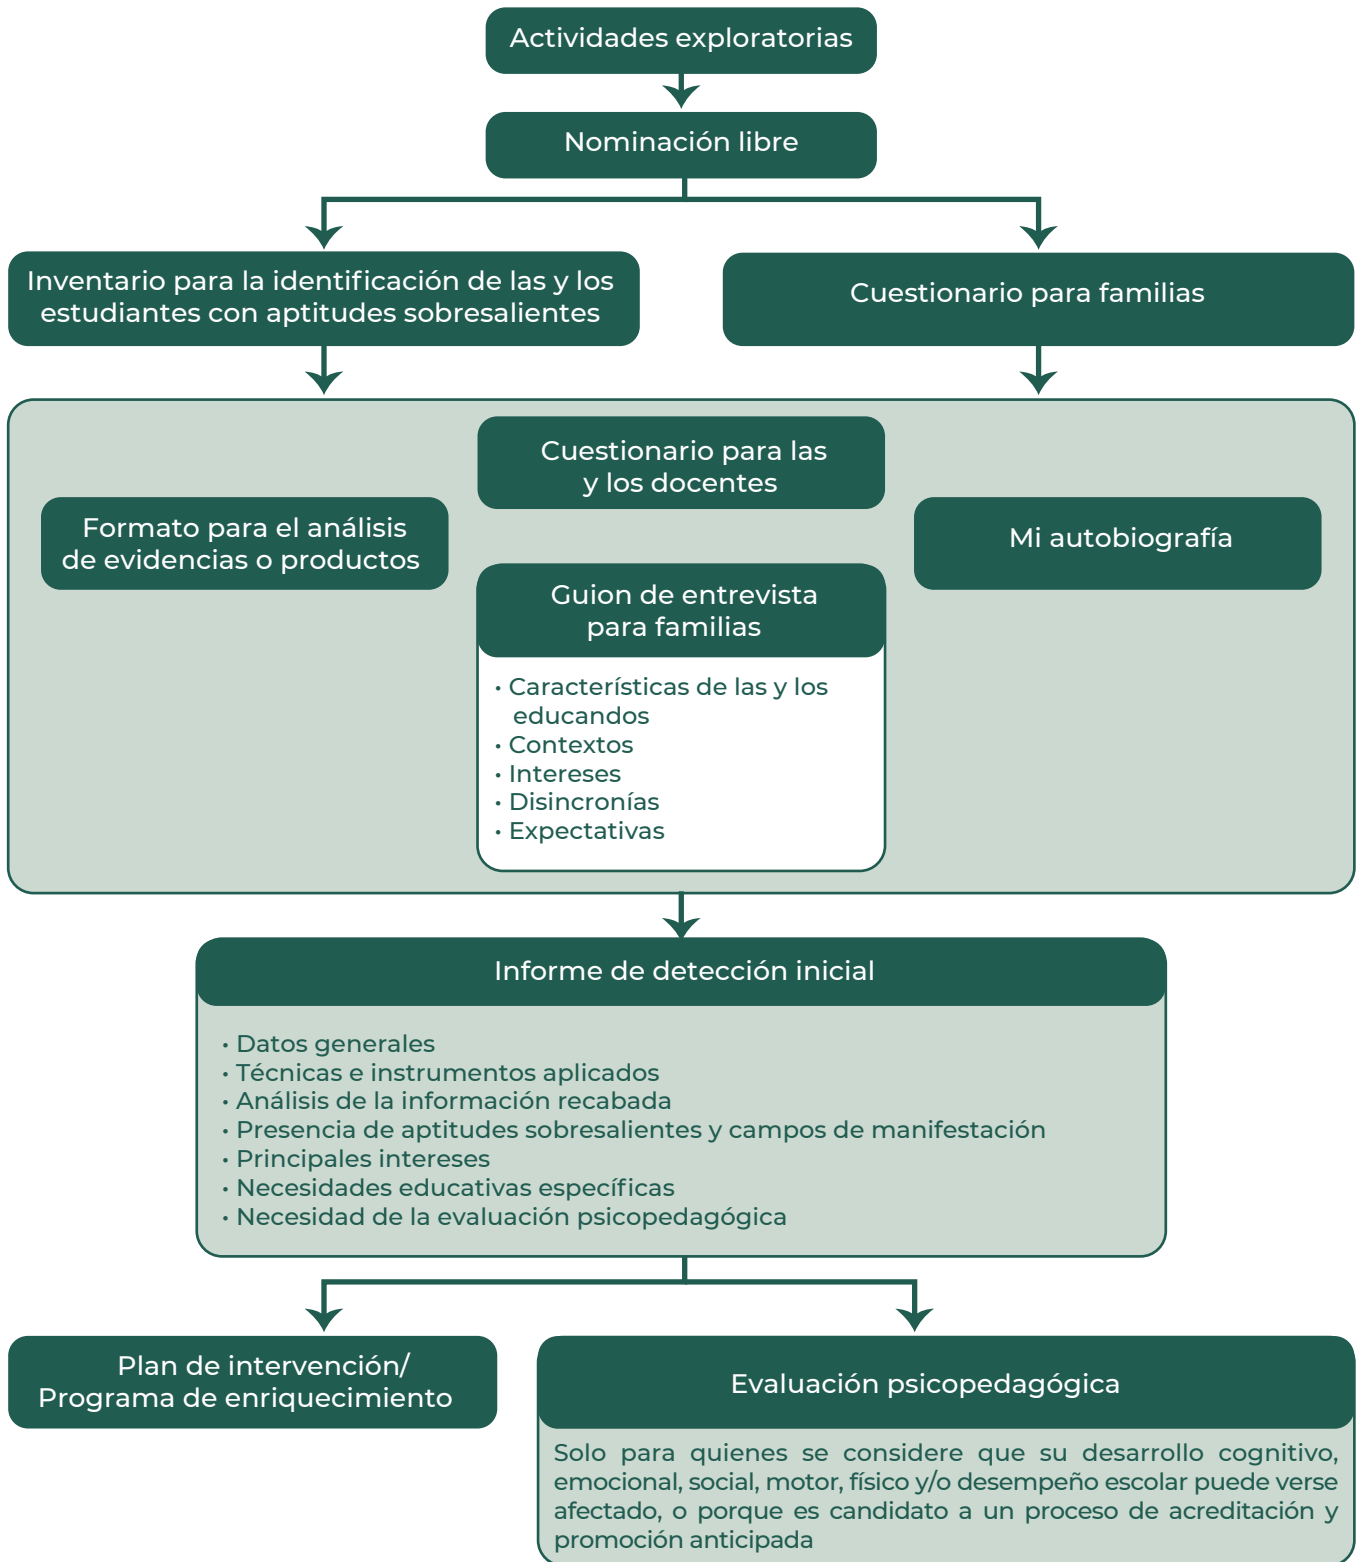 Actividades exploratorias
Nominación libre
Inventario para la identificación de las y los
estudiantes con aptitudes sobresalientes
Cuestionario para familias
Cuestionario para las
y los docentes
Formato para el análisis
de evidencias o productos
Mi autobiografía
Guion de entrevista
para familias
• Características de las y los
educandos
• Contextos
• Intereses
• Disincronías
• Expectativas
Informe de detección inicial
• Datos generales
• Técnicas e instrumentos aplicados
• Análisis de la información recabada
• Presencia de aptitudes sobresalientes y campos de manifestación
• Principales intereses
• Necesidades educativas específicas
• Necesidad de la evaluación psicopedagógica
Plan de intervención/
Programa de enriquecimiento
Evaluación psicopedagógica
Solo para quienes se considere que su desarrollo cognitivo,
emocional, social, motor, físico y/o desempeño escolar puede verse
afectado, o porque es candidato a un proceso de acreditación y
promoción anticipada